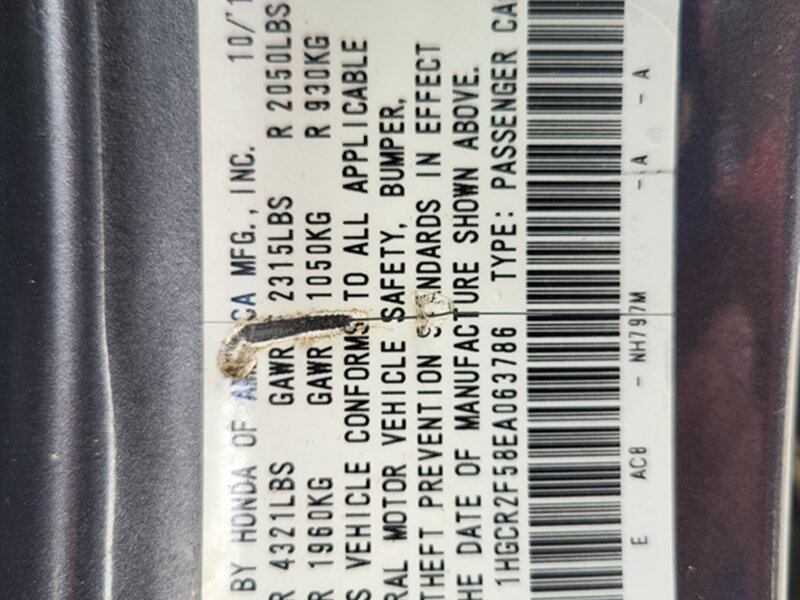 BY HONDA OF AMERICA MFG., INC. 10/'1
R 4321LBS GAWR 2315LBS R 2050LBS
R 1960KG GAWR 1050KG R 930KG
S VEHICLE CONFORMS TO ALL APPLICABLE
RAL MOTOR VEHICLE SAFETY, BUMPER,
THEFT PREVENTION STANDARDS IN EFFECT
HE DATE OF MANUFACTURE SHOWN ABOVE.
1HGCR2F58EA063786 TYPE: PASSENGER CA
E AC8 - NH797M -A -A